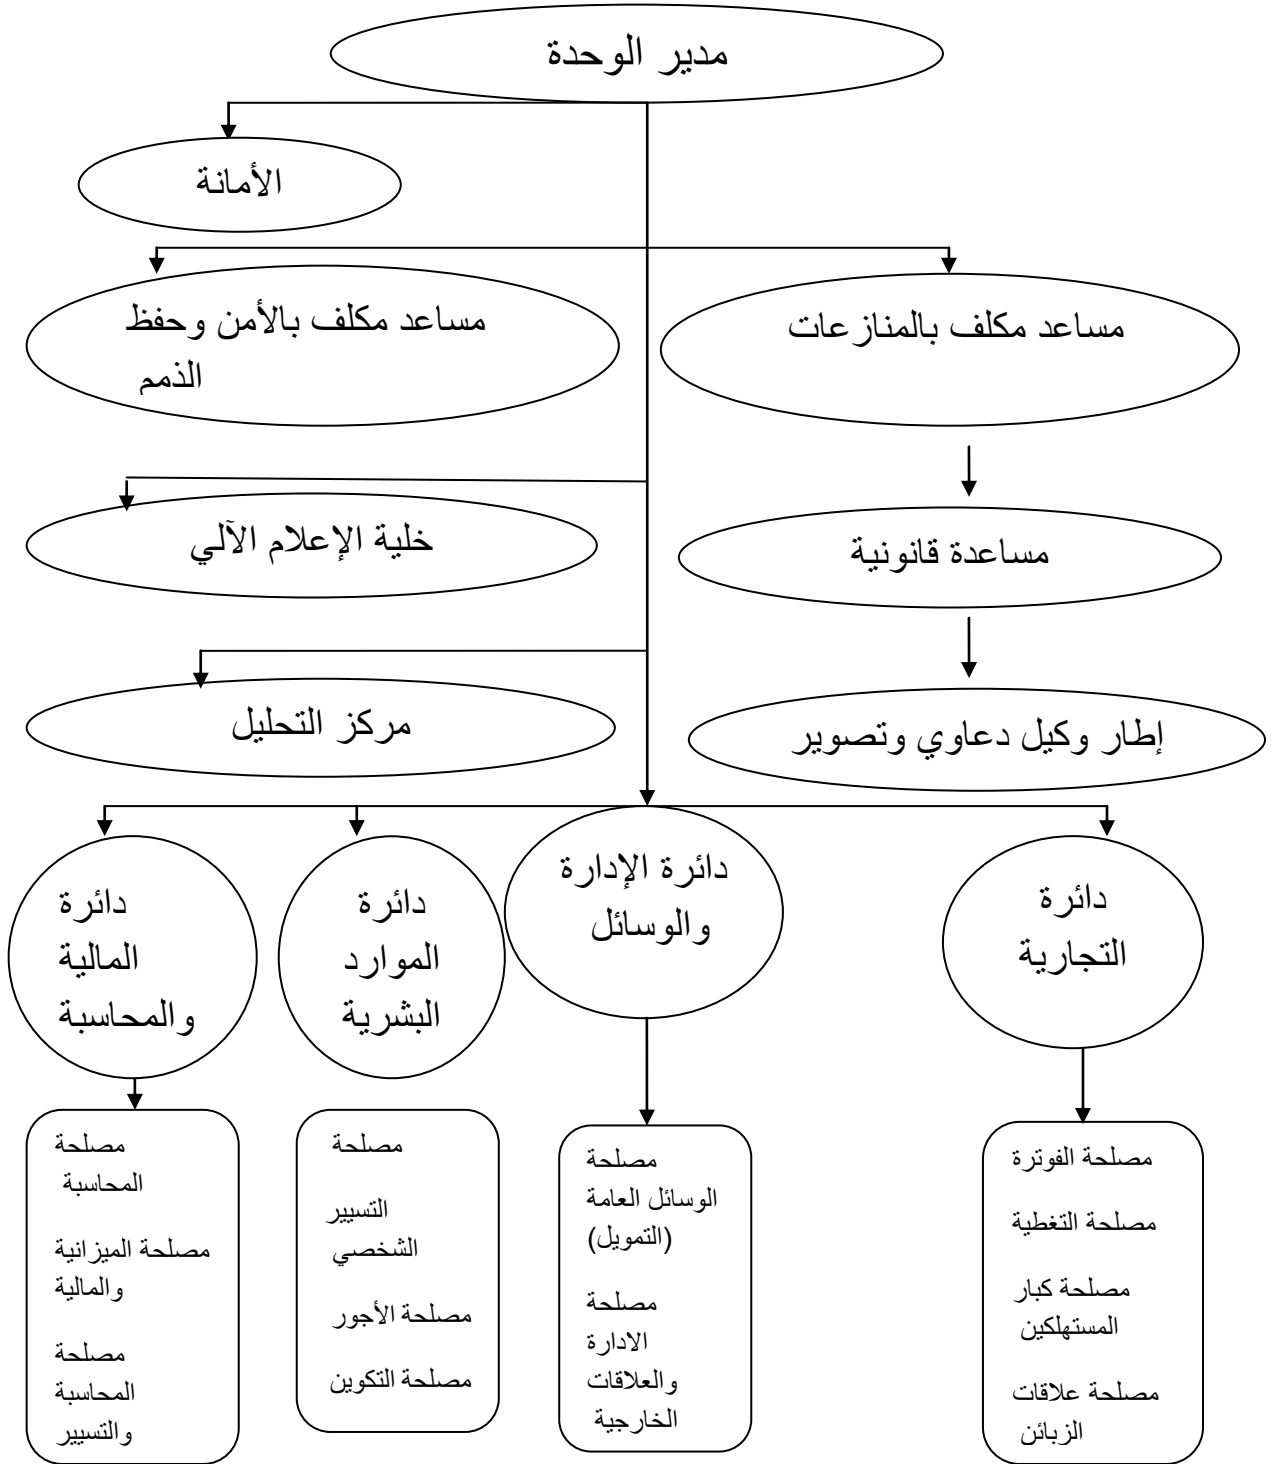 مدير الوحدة
الأمانة
مساعد مكلف بالمنازعات
مساعد مكلف بالأمن وحفظ
الذمم
مساعدة قانونية
خلية الإعلام الآلي
إطار وكيل دعاوي وتصوير
مركز التحليل
دائرة
التجارية
دائرة الإدارة
والوسائل
دائرة
الموارد
البشرية
دائرة
المالية
والمحاسبة
مصلحة الفوترة
مصلحة التغطية
مصلحة كبار
المستهلكين
مصلحة علاقات
الزبائن
مصلحة
الوسائل العامة
(التمويل)
مصلحة
الادارة
والعلاقات
الخارجية
مصلحة
التسيير
الشخصي
مصلحة الأجور
مصلحة التكوين
مصلحة
المحاسبة
مصلحة الميزانية
والمالية
مصلحة
المحاسبة
والتسيير